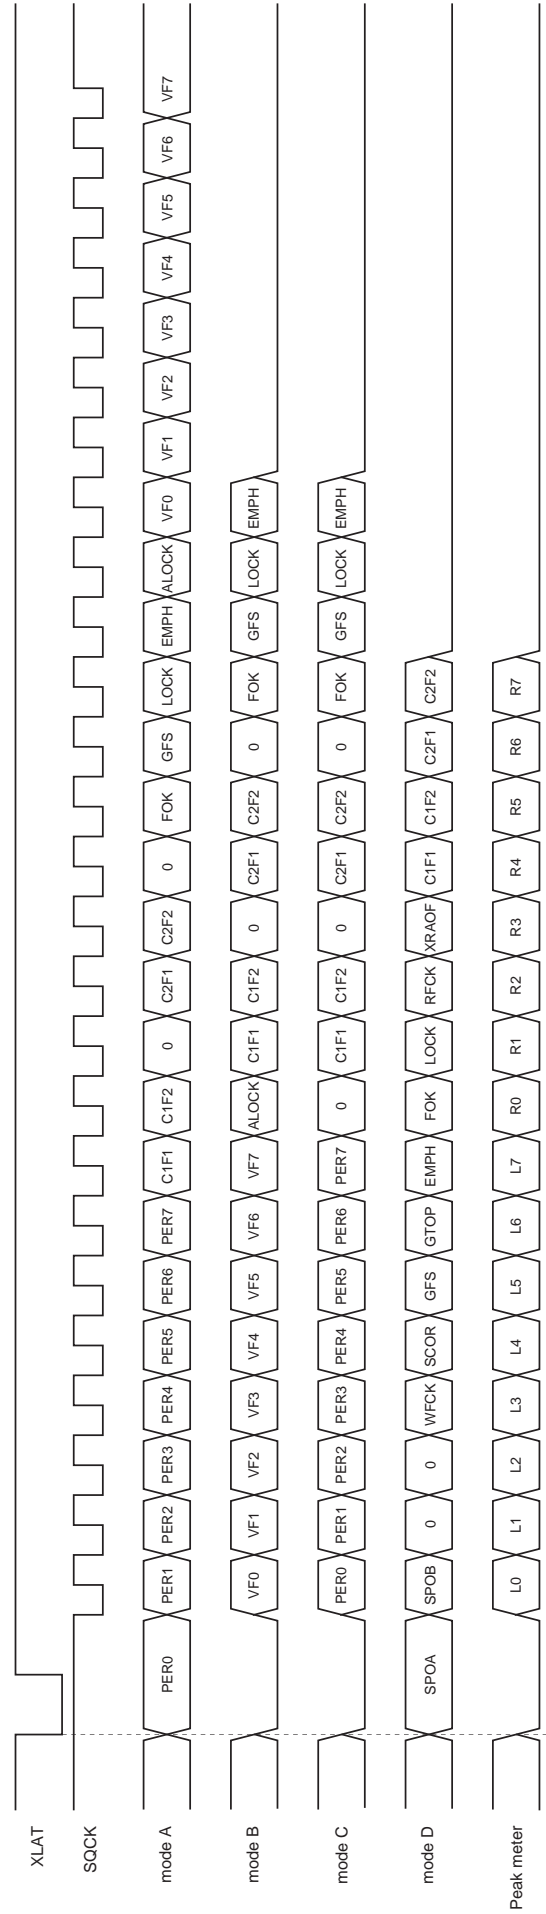 XLAT
SQCK
mode A PER0 PER1 PER2 PER3 PER4 PER5 PER6 PER7 C1F1 C1F2 0 C2F1 C2F2 0 FOK GFS LOCK EMPH ALOCK VF0 VF1 VF2 VF3 VF4 VF5 VF6 VF7
mode B VF0 VF1 VF2 VF3 VF4 VF5 VF6 VF7 ALOCK C1F1 C1F2 0 C2F1 C2F2 0 FOK GFS LOCK EMPH
mode C PER0 PER1 PER2 PER3 PER4 PER5 PER6 PER7 0 C1F1 C1F2 0 C2F1 C2F2 0 FOK GFS LOCK EMPH
mode D SPOA SPOB 0 0 WFCK SCOR GFS GTOP EMPH FOK LOCK RFCK XRAOF C1F1 C1F2 C2F1 C2F2
Peak meter L0 L1 L2 L3 L4 L5 L6 L7 R0 R1 R2 R3 R4 R5 R6 R7